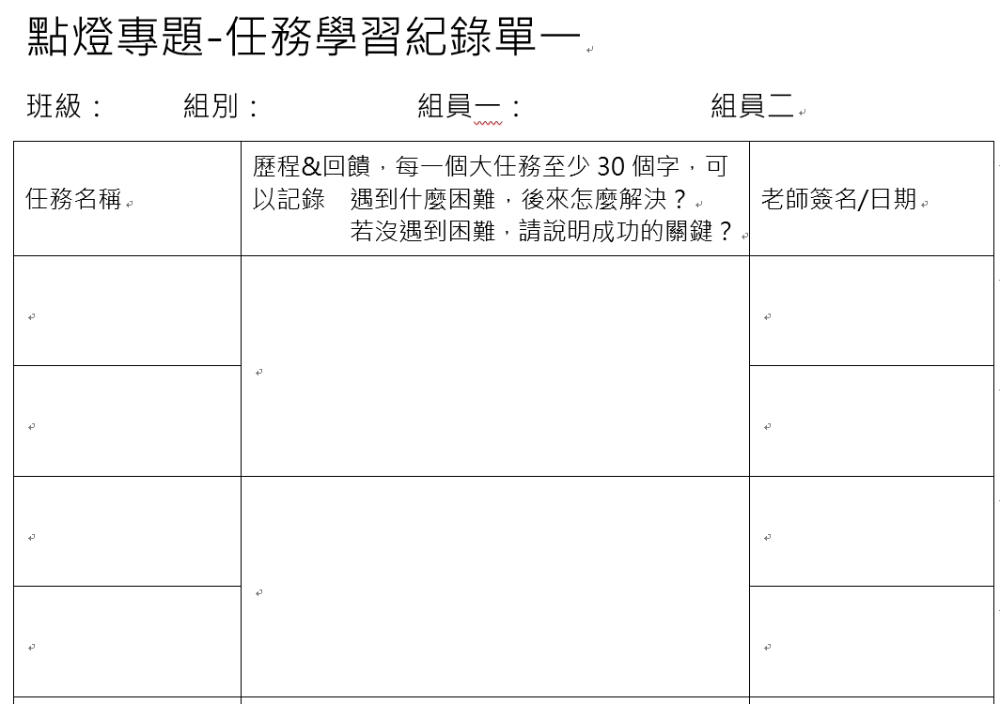 點燈專題-任務學習紀錄單一
班級： 組別： 組員一： 組員二
任務名稱
歷程&回饋，每一個大任務至少 30 個字，可
以記錄 遇到什麼困難，後來怎麼解決？
若沒遇到困難，請說明成功的關鍵？
老師簽名/日期